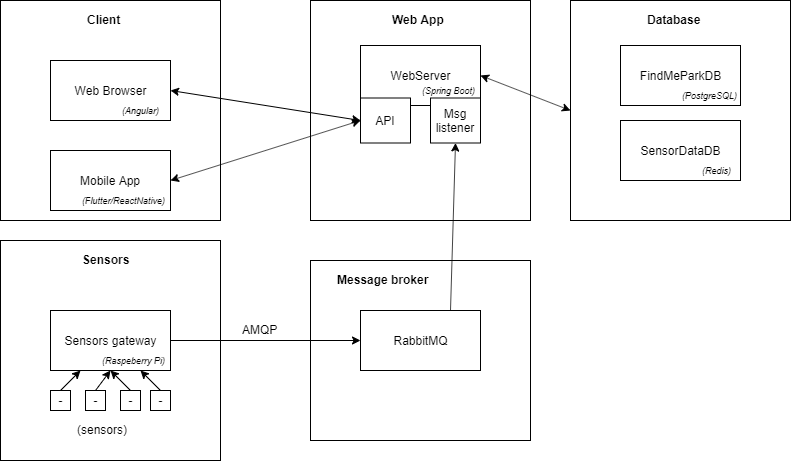 Client
Web Browser
(Angular)
Mobile App
(Flutter/ReactNative)
Web App
WebServer
(Spring Boot)
API
Msg
listener
Database
FindMeParkDB
(PostgreSQL)
SensorDataDB
(Redis)
Sensors
Sensors gateway
(Raspeberry Pi)
-
-
-
-
(sensors)
AMQP
Message broker
RabbitMQ